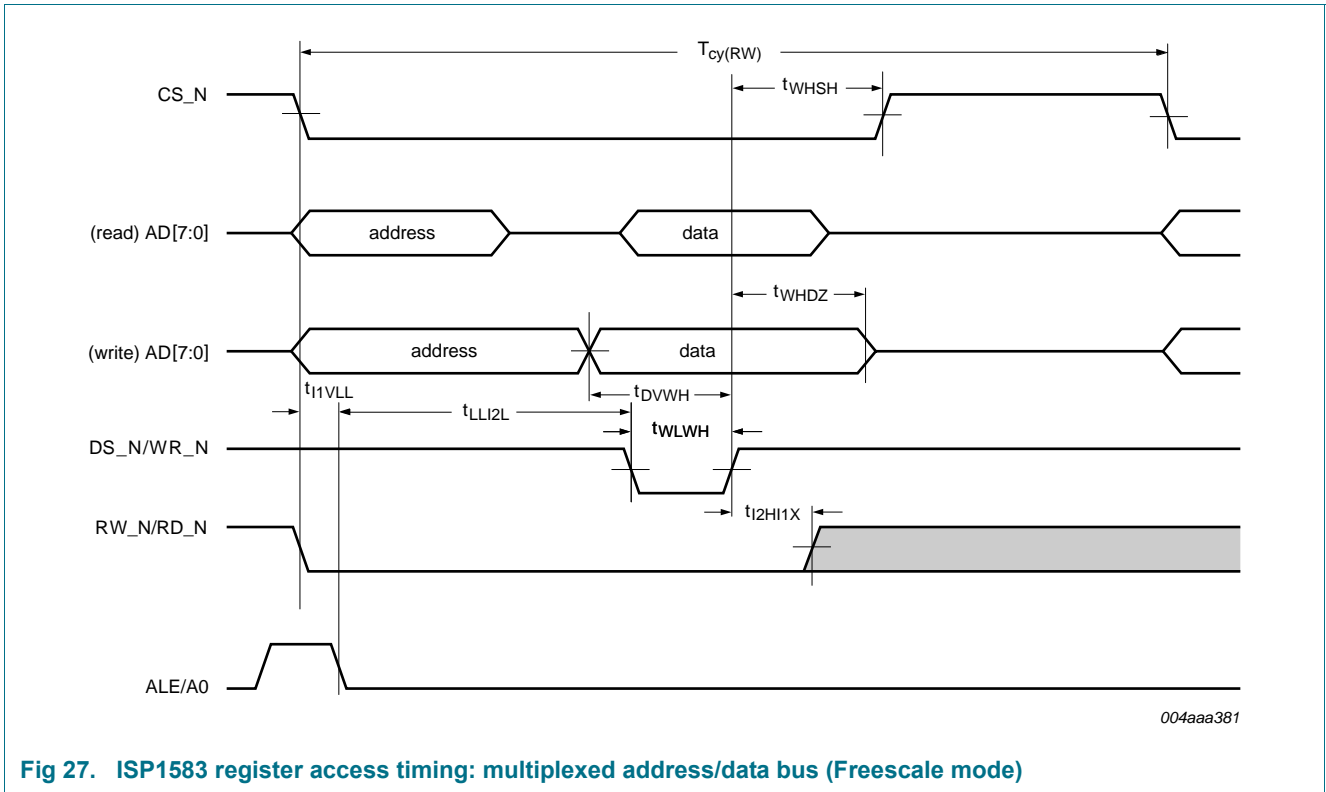 Tcy(RW)
tWHSH
CS_N
(read) AD[7:0]
address
data
tWHDZ
(write) AD[7:0]
address
data
tI1VLL
tDVWH
tLLI2L
tWLWH
DS_N/WR_N
tI2HI1X
RW_N/RD_N
ALE/A0
004aaa381
Fig 27. ISP1583 register access timing: multiplexed address/data bus (Freescale mode)